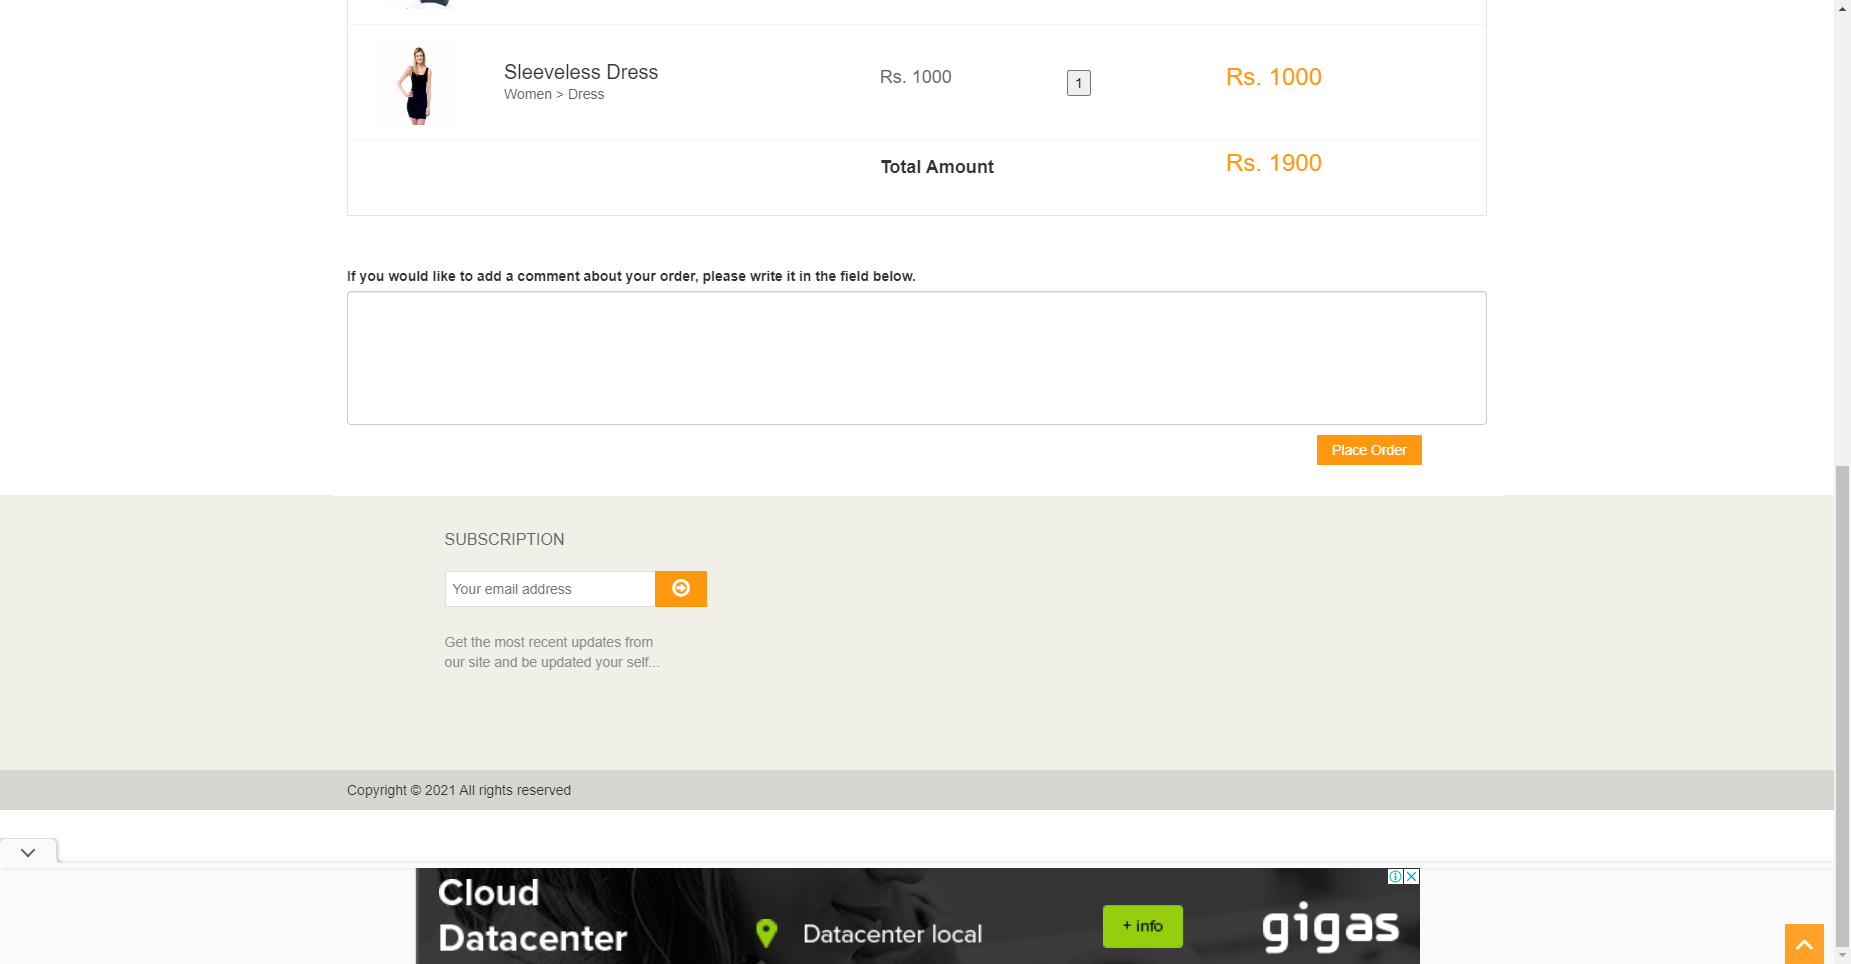 Sleeveless Dress
Women > Dress
Rs. 1000
1
Rs. 1000
Total Amount
Rs. 1900
If you would like to add a comment about your order, please write it in the field below.
Place Order
SUBSCRIPTION
Your email address
Get the most recent updates from
our site and be updated your self...
Copyright © 2021 All rights reserved
Cloud
Datacenter
Datacenter local
+ info
gigas